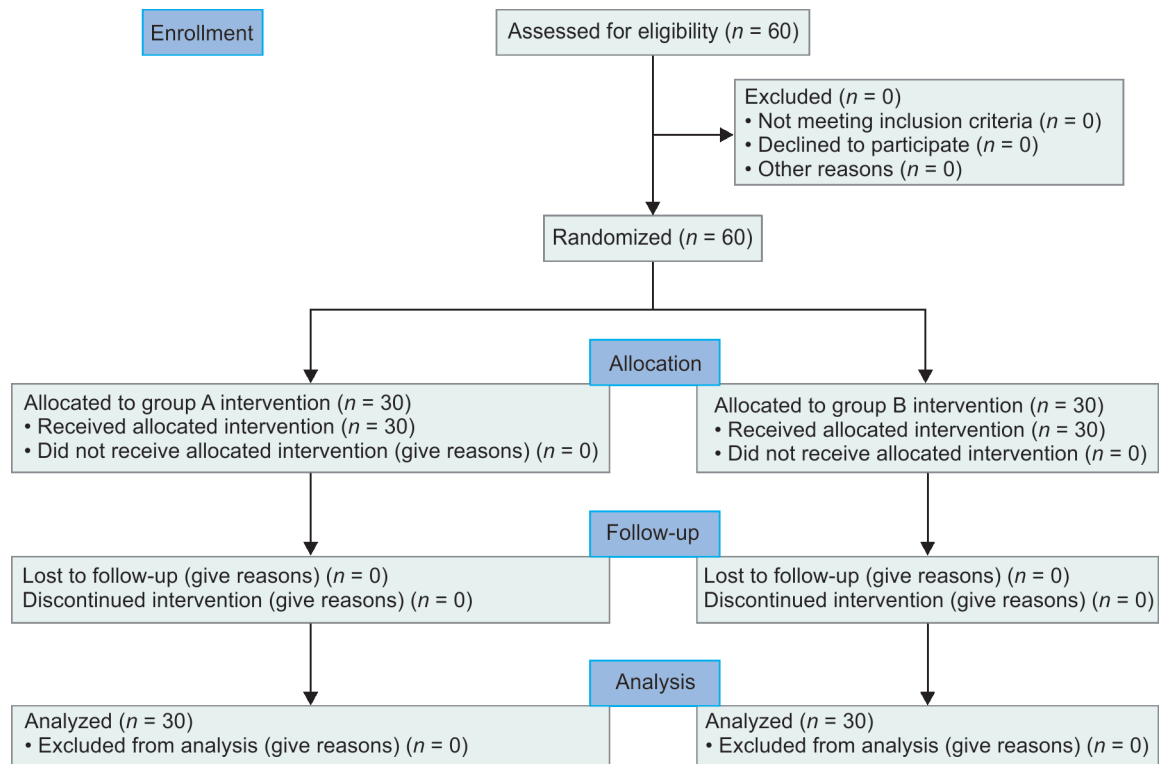 Enrollment
Assessed for eligibility (n = 60)
Excluded (n = 0)
• Not meeting inclusion criteria (n = 0)
• Declined to participate (n = 0)
• Other reasons (n = 0)
Randomized (n = 60)
Allocation
Allocated to group A intervention (n = 30)
• Received allocated intervention (n = 30)
• Did not receive allocated intervention (give reasons) (n = 0)
Allocated to group B intervention (n = 30)
• Received allocated intervention (n = 30)
• Did not receive allocated intervention (n = 0)
Follow-up
Lost to follow-up (give reasons) (n = 0)
Discontinued intervention (give reasons) (n = 0)
Lost to follow-up (give reasons) (n = 0)
Discontinued intervention (give reasons) (n = 0)
Analysis
Analyzed (n = 30)
• Excluded from analysis (give reasons) (n = 0)
Analyzed (n = 30)
• Excluded from analysis (give reasons) (n = 0)